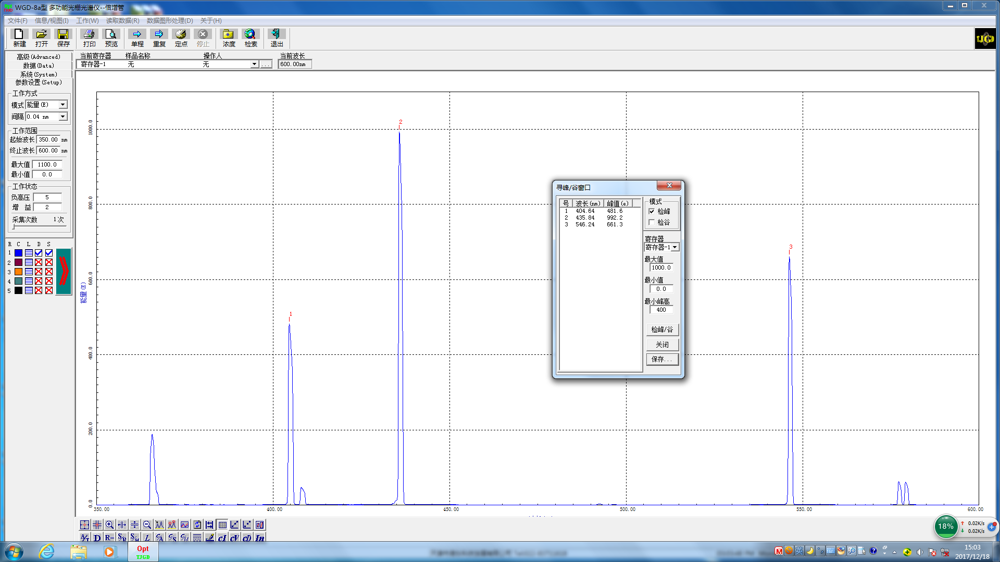 WGD-8a型 多功能光栅光谱仪--倍增管
文件(F) 信息/视图(I) 工作(W) 读取数据(R) 数据图形处理(D) 关于(H)
新建 打开 保存 打印 预览 单程 重复 定点 停止 浓度 检索 退出
TJGD
高级(Advanced)
数据(Data)
系统(System)
参数设置(Setup)
当前寄存器 样品名称 操作人 当前波长
寄存器-1 无 无 ... 600.00nm
工作方式
模式 能量(E)
间隔 0.04 nm
工作范围
起始波长 350.00 nm
终止波长 600.00 nm
最大值 1100.0
最小值 0.0
工作状态
负高压 5
增 益 2
采集次数 1次
R C L D S
1
2
3
4
5
能量(E)
1000.0
800.0
600.0
400.0
200.0
0.0
350.00 400.00 450.00 500.00 550.00 600.00
1
2
3
寻峰/谷窗口
号 波长(nm) 峰值(e)
1 404.64 481.6
2 435.84 992.2
3 546.24 661.3
模式
检峰
检谷
寄存器
寄存器-1
最大值
1000.0
最小值
0.0
最小峰高
400
检峰/谷
关闭
保存...
18%
0.02K/s
0.02K/s
Opt
TJGD
英
15:03
2017/12/18